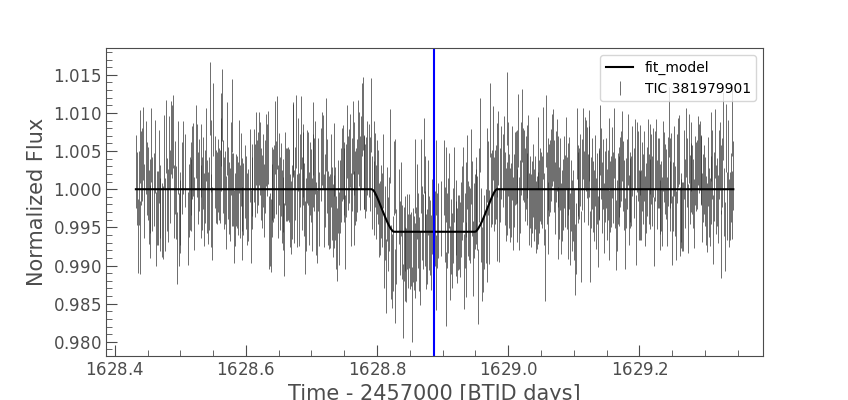 fit_model
TIC 381979901
Normalized Flux
1.015
1.010
1.005
1.000
0.995
0.990
0.985
0.980
1628.4 1628.6 1628.8 1629.0 1629.2
Time - 2457000 [BTJD days]